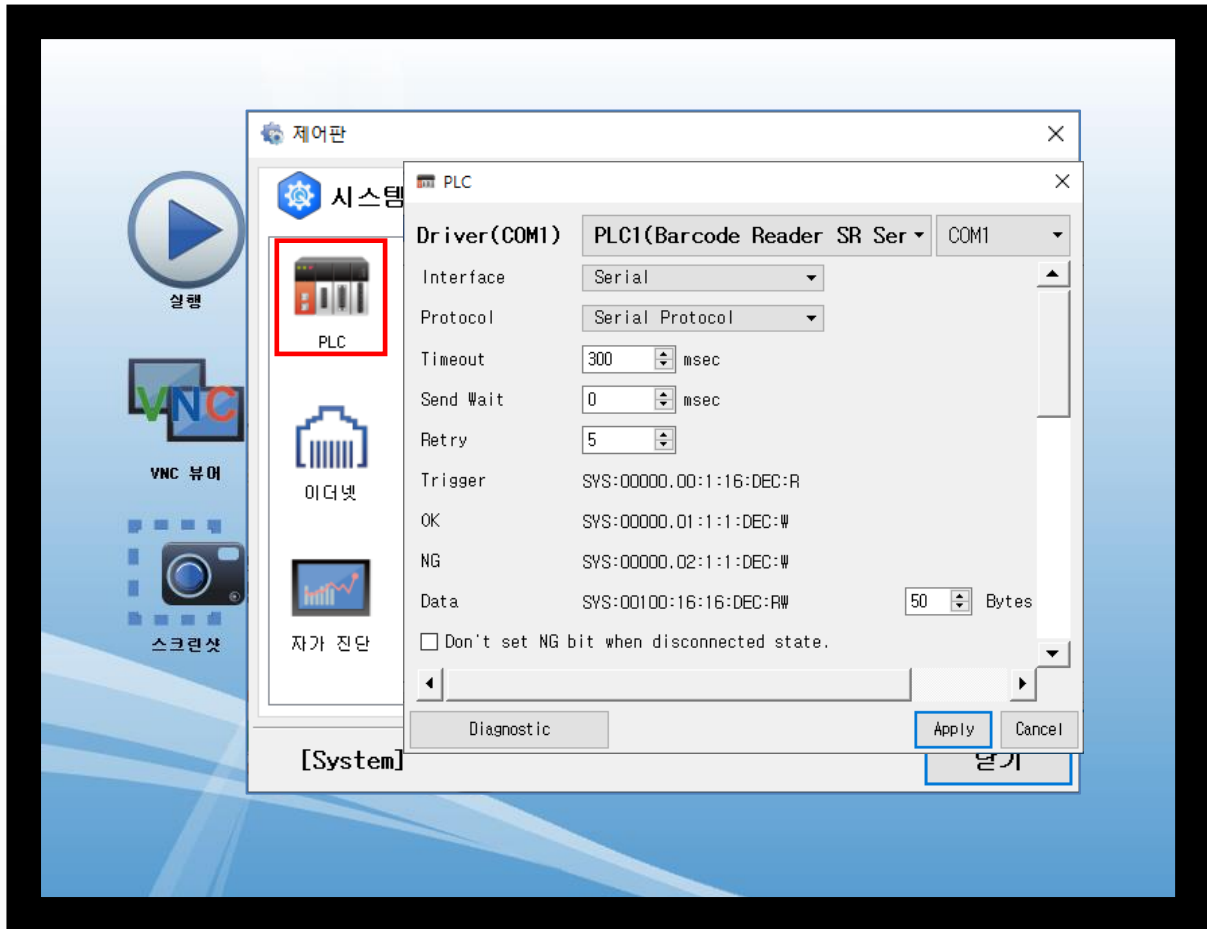 제어판
시스템
PLC
Driver(COM1) PLC1(Barcode Reader SR Ser COM1
Interface Serial
Protocol Serial Protocol
Timeout 300 msec
Send Wait 0 msec
Retry 5
Trigger SYS:00000.00:1:16:DEC:R
OK SYS:00000.01:1:1:DEC:W
NG SYS:00000.02:1:1:DEC:W
Data SYS:00100:16:16:DEC:RW 50 Bytes
Don't set NG bit when disconnected state.
Diagnostic Apply Cancel
실행
VNC
VNC 뷰어
스크린샷
PLC
이더넷
자가 진단
[System] 닫기